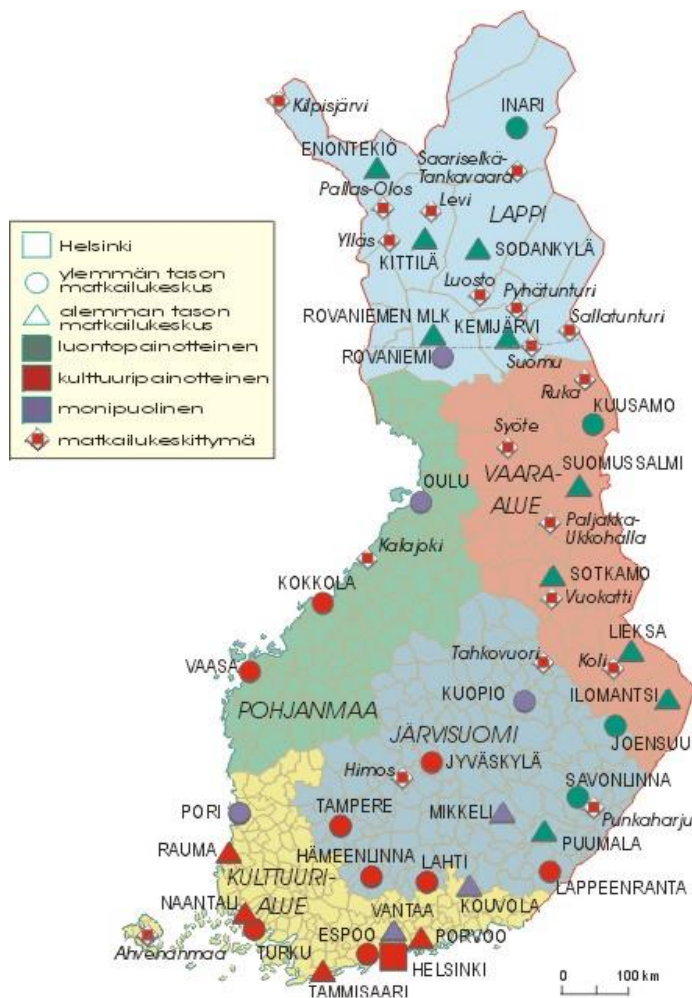 Kilpisjärvi
INARI
ENONTEKIÖ
Saariselkä-
Tankavaara
Pallas-Olos
Levi
LAPPI
Ylläs
KITTILÄ
SODANKYLÄ
Luosto
Pyhätunturi
ROVANIEMEN MLK
KEMIJÄRVI
Sallatunturi
ROVANIEMI
Suomu
Helsinki
ylemmän tason
matkailukeskus
alemman tason
matkailukeskus
luontopainotteinen
kulttuuripainotteinen
monipuolinen
matkailukeskittymä
Ruka
KUUSAMO
Syöte
SUOMUSSALMI
VAARA-
ALUE
OULU
Paljakka-
Ukkohalla
Kalajoki
KOKKOLA
SOTKAMO
Vuokatti
LIEKSA
VAASA
Tahkovuori
Koli
KUOPIO
ILOMANTSI
POHJANMAA
JÄRVISUOMI
JOENSUU
Himos
JYVÄSKYLÄ
SAVONLINNA
PORI
TAMPERE
MIKKELI
Punkaharju
RAUMA
PUUMALA
HÄMEENLINNA
LAHTI
KULTTUURI-
ALUE
LAPPEENRANTA
NAANTALI
VANTAA
KOUVOLA
Ahvenanmaa
TURKU
ESPOO
PORVOO
HELSINKI
TAMMISAARI
0 100 km